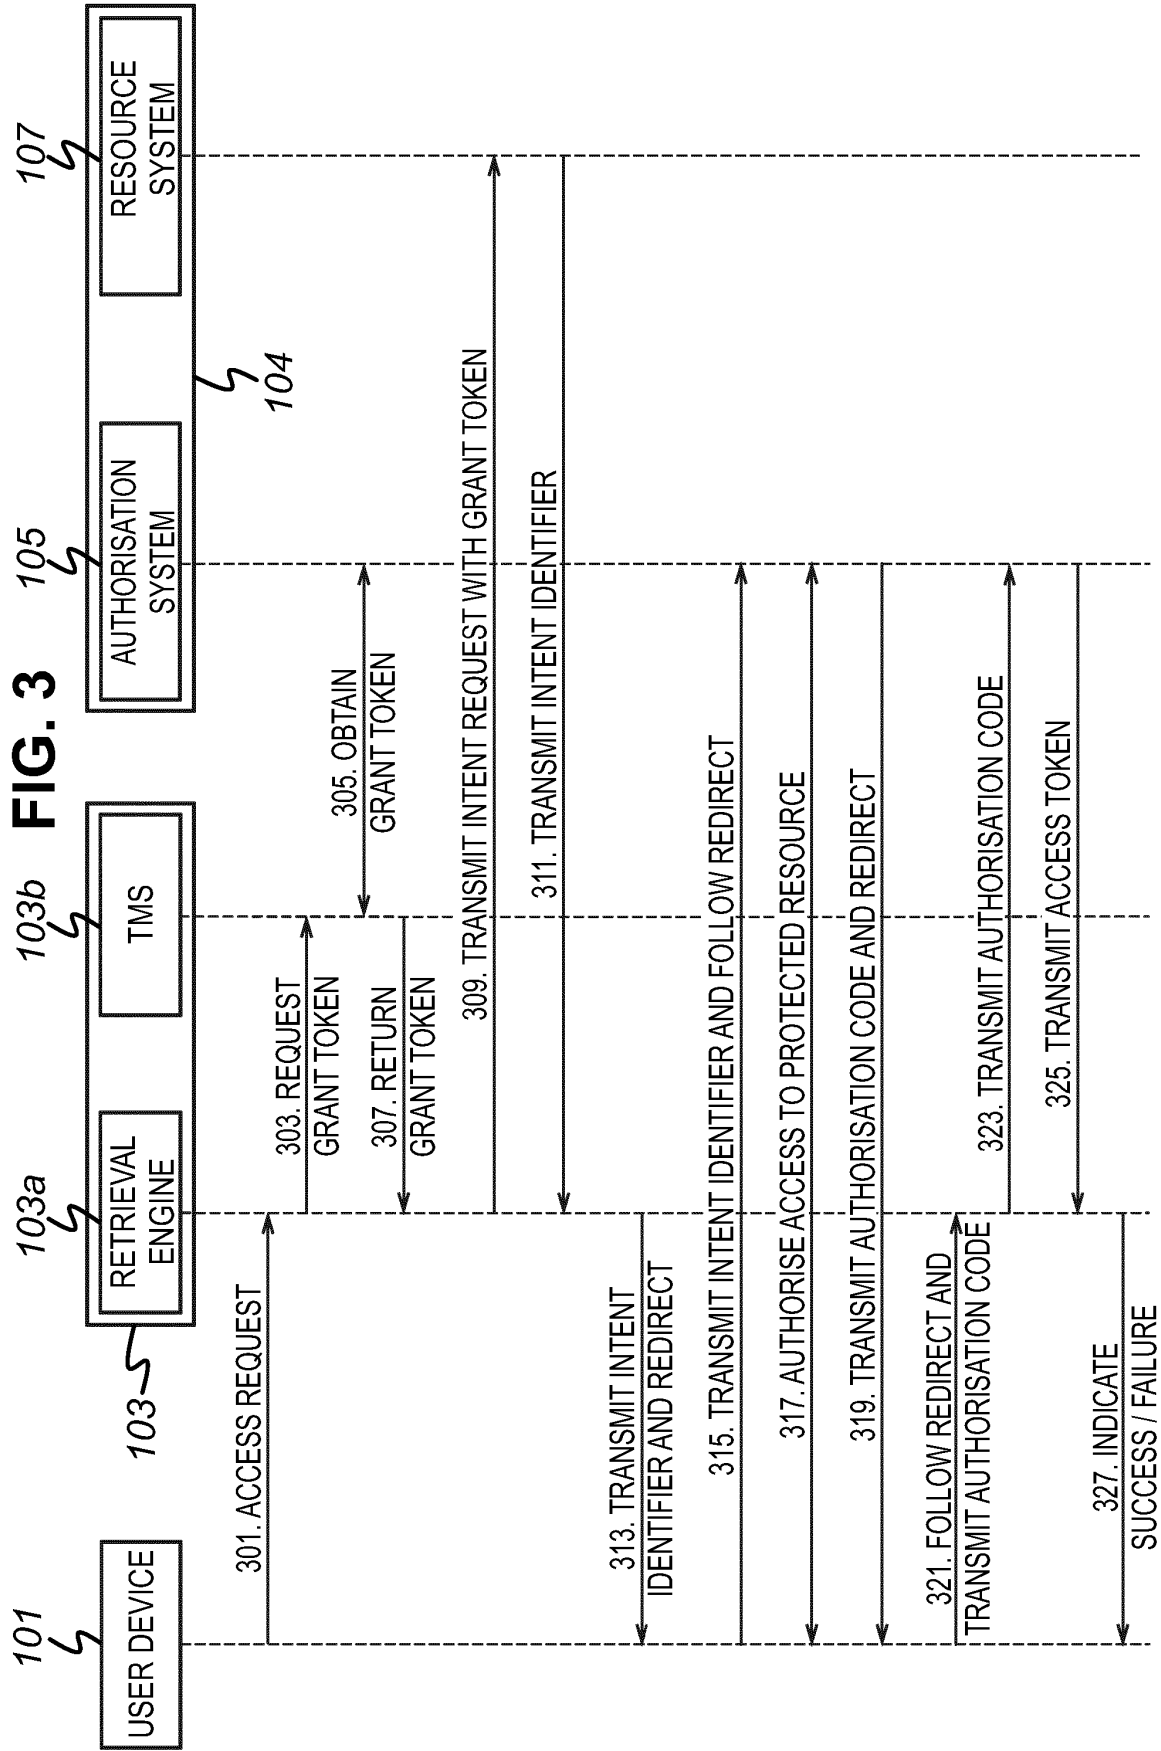 FIG. 3
101
103
103a
103b
105
104
107
USER DEVICE
RETRIEVAL
ENGINE
TMS
AUTHORISATION
SYSTEM
RESOURCE
SYSTEM
301. ACCESS REQUEST
303. REQUEST
GRANT TOKEN
305. OBTAIN
GRANT TOKEN
307. RETURN
GRANT TOKEN
309. TRANSMIT INTENT REQUEST WITH GRANT TOKEN
311. TRANSMIT INTENT IDENTIFIER
313. TRANSMIT INTENT
IDENTIFIER AND REDIRECT
315. TRANSMIT INTENT IDENTIFIER AND FOLLOW REDIRECT
317. AUTHORISE ACCESS TO PROTECTED RESOURCE
319. TRANSMIT AUTHORISATION CODE AND REDIRECT
321. FOLLOW REDIRECT AND
TRANSMIT AUTHORISATION CODE
323. TRANSMIT AUTHORISATION CODE
325. TRANSMIT ACCESS TOKEN
327. INDICATE
SUCCESS / FAILURE